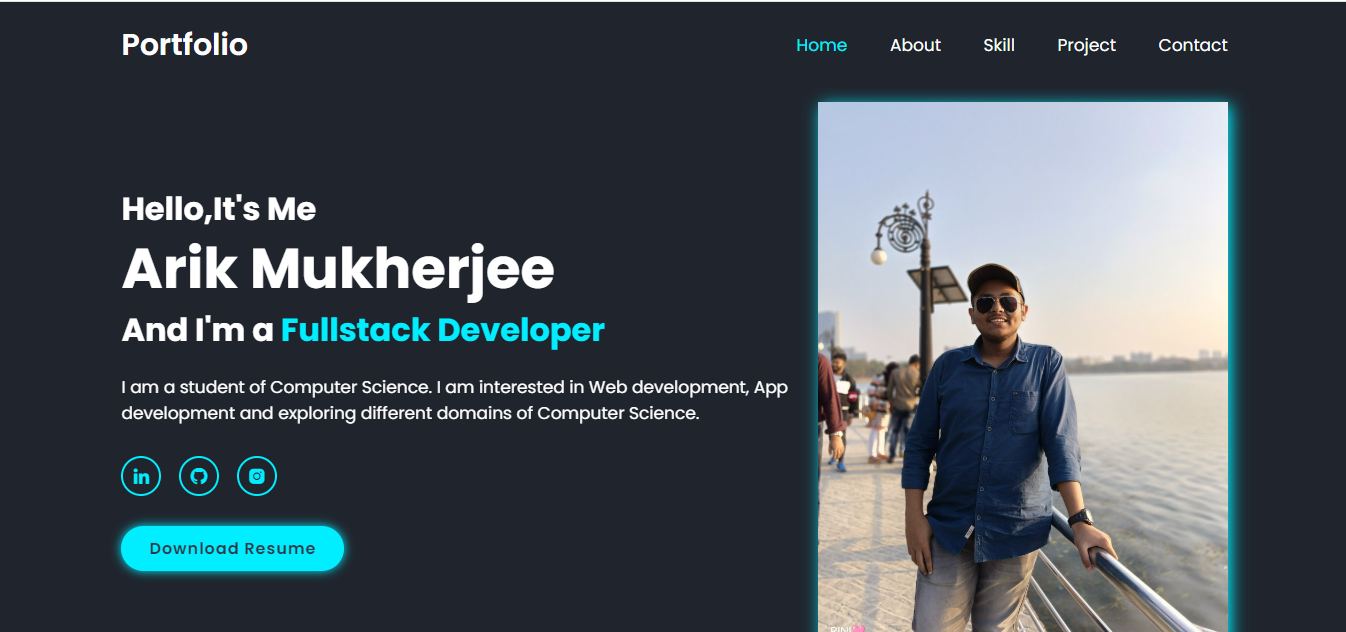 Portfolio
Home About Skill Project Contact
Hello,It's Me
Arik Mukherjee
And I'm a Fullstack Developer
I am a student of Computer Science. I am interested in Web development, App
development and exploring different domains of Computer Science.
in
Download Resume